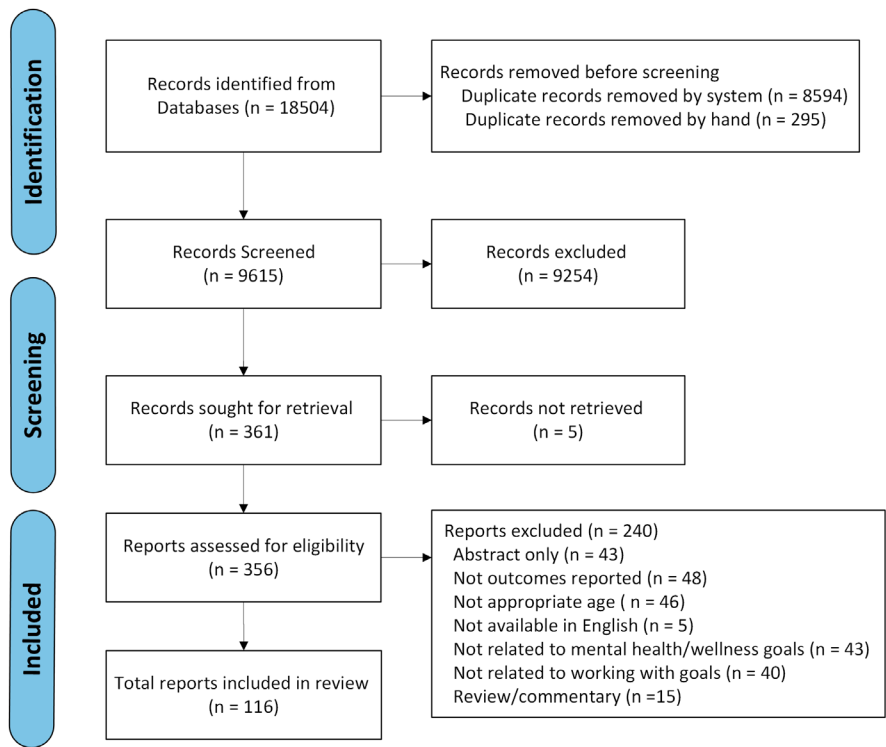 Identification
Records identified from
Databases (n = 18504)
Records removed before screening
Duplicate records removed by system (n = 8594)
Duplicate records removed by hand (n = 295)
Records Screened
(n = 9615)
Records excluded
(n = 9254)
Screening
Records sought for retrieval
(n = 361)
Records not retrieved
(n = 5)
Included
Reports assessed for eligibility
(n = 356)
Reports excluded (n = 240)
Abstract only (n = 43)
Not outcomes reported (n = 48)
Not appropriate age ( n = 46)
Not available in English (n = 5)
Not related to mental health/wellness goals (n = 43)
Not related to working with goals (n = 40)
Review/commentary (n =15)
Total reports included in review
(n = 116)